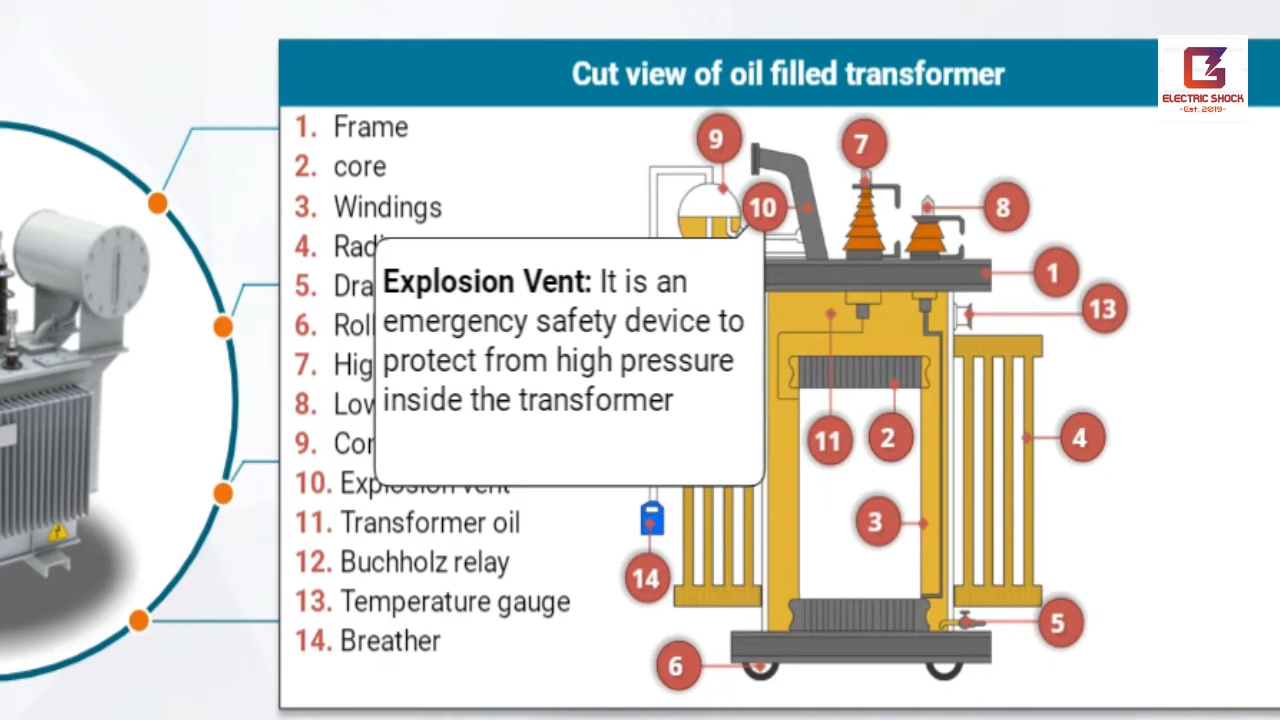 Cut view of oil filled transformer
ELECTRIC SHOCK
-Est. 2019-
1. Frame
2. core
3. Windings
4. Rad
5. Dra
6. Roll
7. Hig
8. Low
9. Con
10. Explosion vent
11. Transformer oil
12. Buchholz relay
13. Temperature gauge
14. Breather
Explosion Vent: It is an
emergency safety device to
protect from high pressure
inside the transformer
9
7
10
8
1
13
11
2
4
3
14
5
6